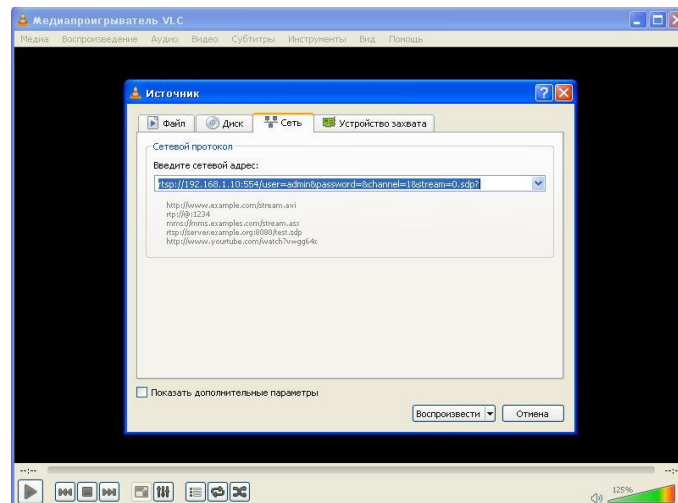 Медиапроигрыватель VLC
Медиа Воспроизведение Аудио Видео Субтитры Инструменты Вид Помощь
Источник
Файл Диск Сеть Устройство захвата
Сетевой протокол
Введите сетевой адрес:
rtsp://192.168.1.10:554/user=admin&password=&channel=1&stream=0.sdp?
http://www.example.com/stream.avi
rtp://@:1234
mms://mms.examples.com/stream.asx
rtsp://server.example.org:8080/test.sdp
http://www.yourtube.com/watch?v=gg64x
Показать дополнительные параметры
Воспроизвести Отмена
--:-- --:--
125%